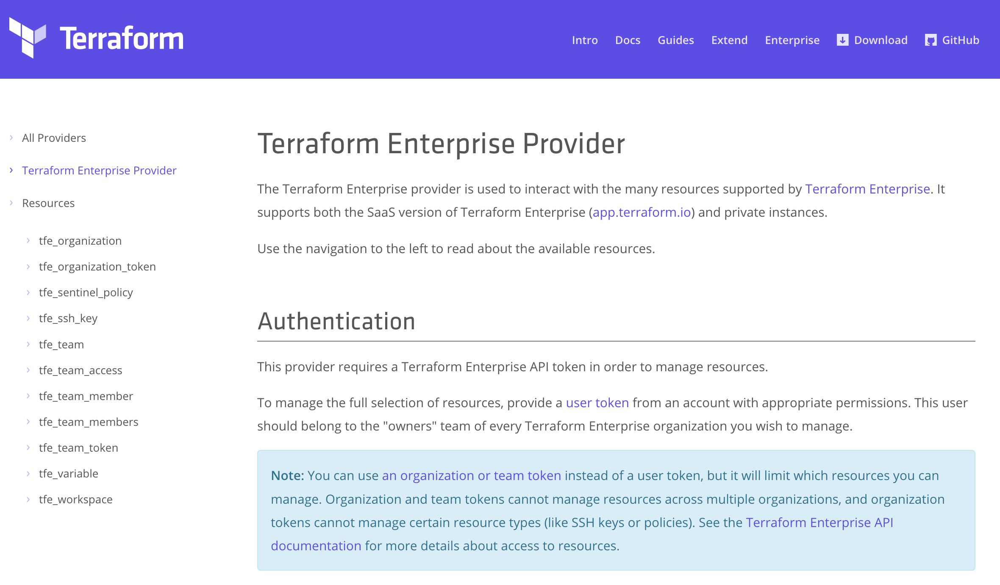 Terraform
Intro Docs Guides Extend Enterprise Download GitHub
All Providers
Terraform Enterprise Provider
Resources
tfe_organization
tfe_organization_token
tfe_sentinel_policy
tfe_ssh_key
tfe_team
tfe_team_access
tfe_team_member
tfe_team_members
tfe_team_token
tfe_variable
tfe_workspace
Terraform Enterprise Provider
The Terraform Enterprise provider is used to interact with the many resources supported by Terraform Enterprise. It
supports both the SaaS version of Terraform Enterprise (app.terraform.io) and private instances.
Use the navigation to the left to read about the available resources.
Authentication
This provider requires a Terraform Enterprise API token in order to manage resources.
To manage the full selection of resources, provide a user token from an account with appropriate permissions. This user
should belong to the "owners" team of every Terraform Enterprise organization you wish to manage.
Note: You can use an organization or team token instead of a user token, but it will limit which resources you can
manage. Organization and team tokens cannot manage resources across multiple organizations, and organization
tokens cannot manage certain resource types (like SSH keys or policies). See the Terraform Enterprise API
documentation for more details about access to resources.